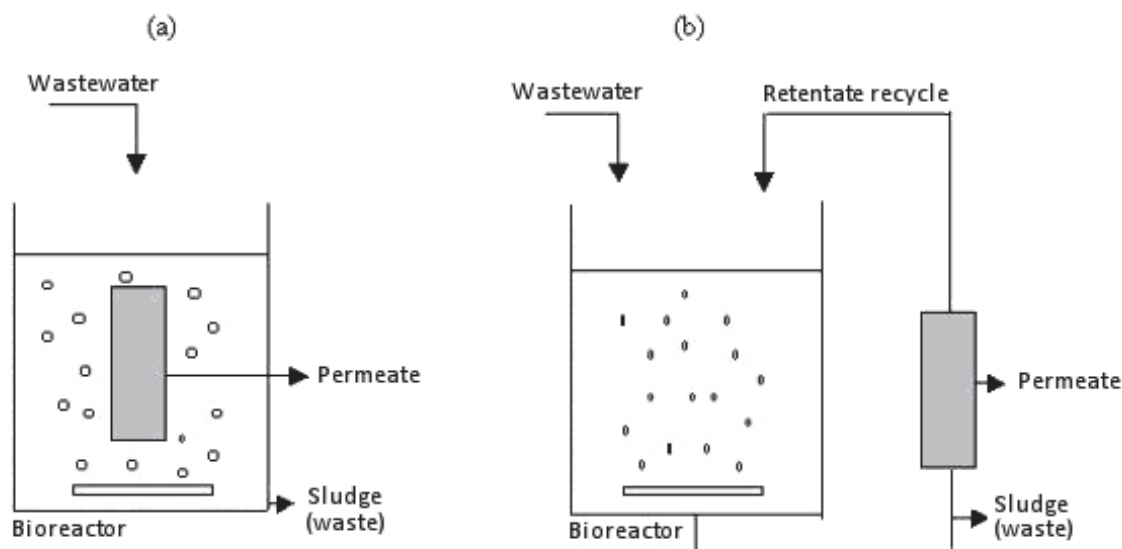 (a)
(b)
Wastewater
Wastewater
Retentate recycle
Permeate
Permeate
Sludge
(waste)
Bioreactor
Sludge
(waste)
Bioreactor